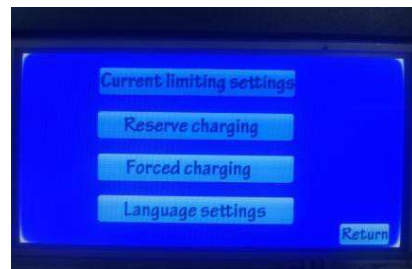 Current limiting settings
Reserve charging
Forced charging
Language settings
Return